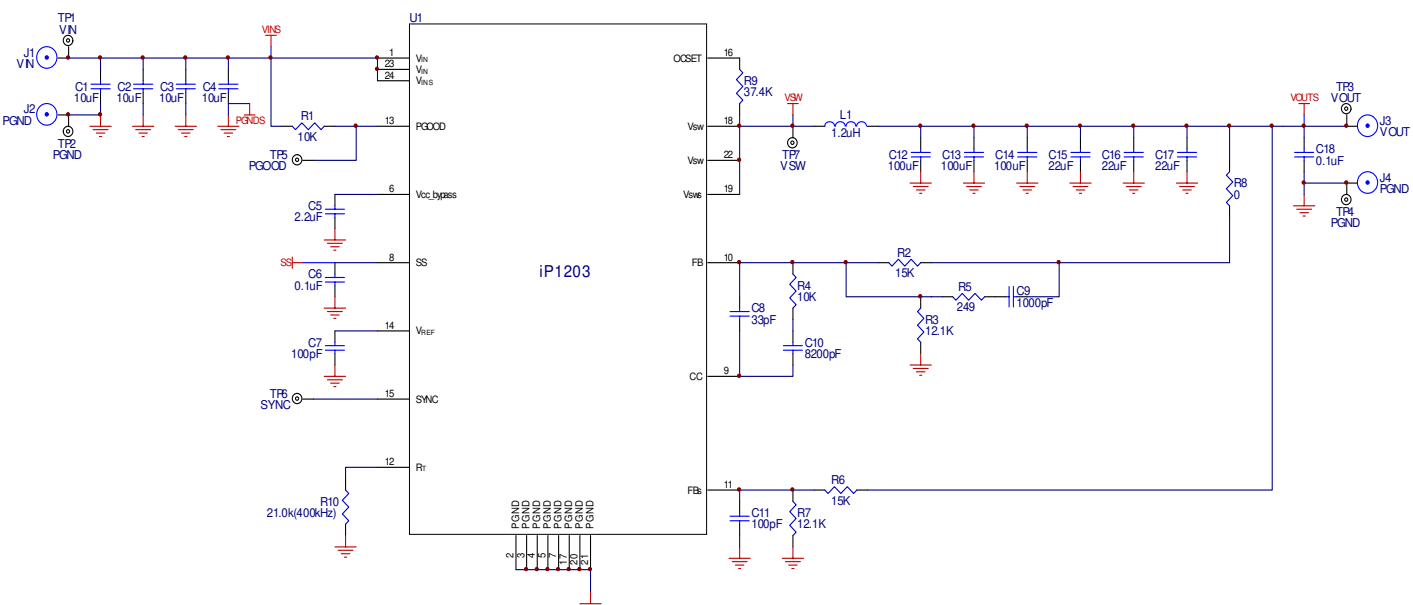 U1
TP1
VIN
VINS
J1
VIN
C1
10uF
C2
10uF
C3
10uF
C4
10uF
J2
PGND
TP2
PGND
PGNDS
R1
10K
TP5
PGOOD
C5
2.2uF
SS
C6
0.1uF
C7
100pF
TP6
SYNC
R10
21.0k(400kHz)
1
VIN
23
VIN
24
VINS
13
PGOOD
6
Vcc_bypass
8
SS
14
VREF
15
SYNC
12
RT
iP1203
PGND
PGND
PGND
PGND
PGND
PGND
PGND
PGND
2
3
4
5
7
17
20
21
OCSET
16
Vsw
18
Vsw
22
Vsws
19
FB
10
CC
9
FBs
11
R9
37.4K
VSW
TP7
VSW
L1
1.2uH
C12
100uF
C13
100uF
C14
100uF
C15
22uF
C16
22uF
C17
22uF
R8
0
VOUTS
TP3
VOUT
J3
VOUT
C18
0.1uF
J4
PGND
TP4
PGND
R2
15K
R4
10K
R5
249
C9
1000pF
C8
33pF
R3
12.1K
C10
8200pF
R6
15K
C11
100pF
R7
12.1K